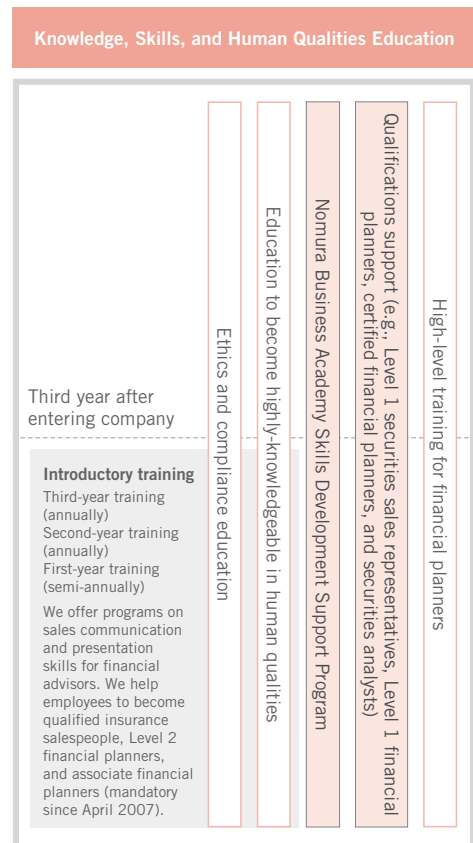 Knowledge, Skills, and Human Qualities Education
Third year after
entering company
Introductory training
Third-year training
(annually)
Second-year training
(annually)
First-year training
(semi-annually)
We offer programs on
sales communication
and presentation
skills for financial
advisors. We help
employees to become
qualified insurance
salespeople, Level 2
financial planners,
and associate financial
planners (mandatory
since April 2007).
Ethics and compliance education
Education to become highly-knowledgeable in human qualities
Nomura Business Academy Skills Development Support Program
Qualifications support (e.g., Level 1 securities sales representatives, Level 1 financial
planners, certified financial planners, and securities analysts)
High-level training for financial planners